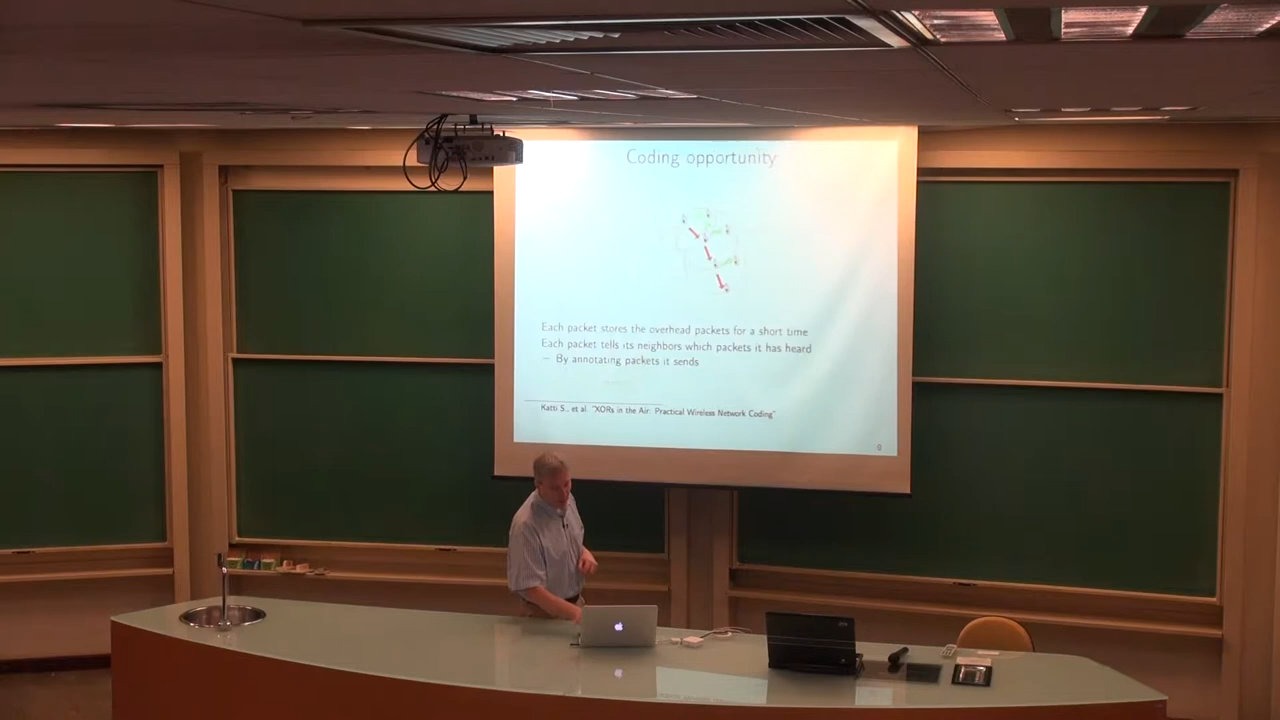 Coding opportunity
Each packet stores the overhead packets for a short time
Each packet tells its neighbors which packets it has heard
— By annotating packets it sends
Katti S., et al. "XORs in the Air: Practical Wireless Network Coding"